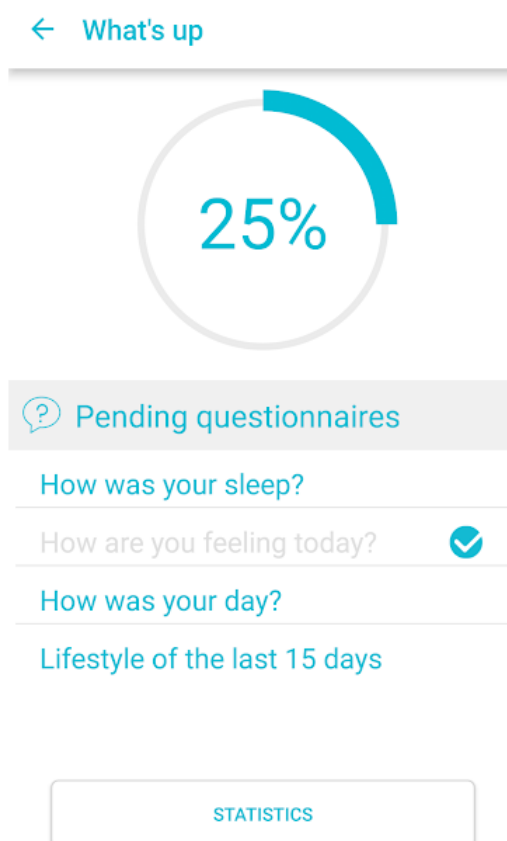 What's up
25%
Pending questionnaires
How was your sleep?
How are you feeling today?
How was your day?
Lifestyle of the last 15 days
STATISTICS